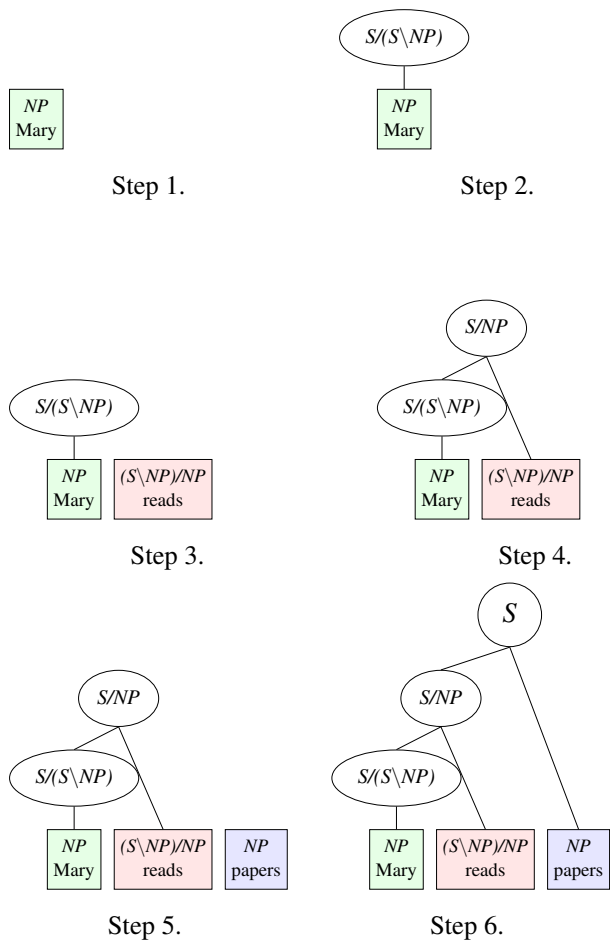 NP
Mary
Step 1.
S/(S\NP)
NP
Mary
Step 2.
S/(S\NP)
NP
Mary
(S\NP)/NP
reads
Step 3.
S/NP
S/(S\NP)
NP
Mary
(S\NP)/NP
reads
Step 4.
S/NP
S/(S\NP)
NP
Mary
(S\NP)/NP
reads
NP
papers
Step 5.
S
S/NP
S/(S\NP)
NP
Mary
(S\NP)/NP
reads
NP
papers
Step 6.